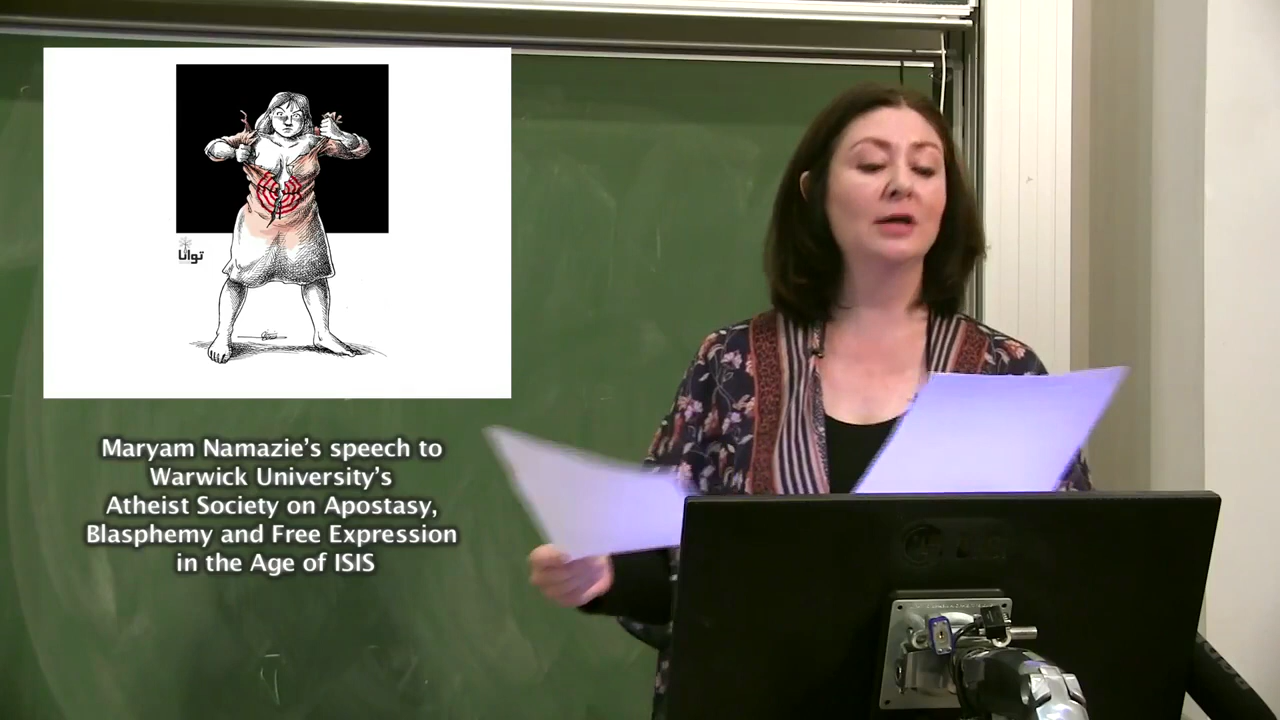 توانا
Maryam Namazie’s speech to
Warwick University’s
Atheist Society on Apostasy,
Blasphemy and Free Expression
in the Age of ISIS